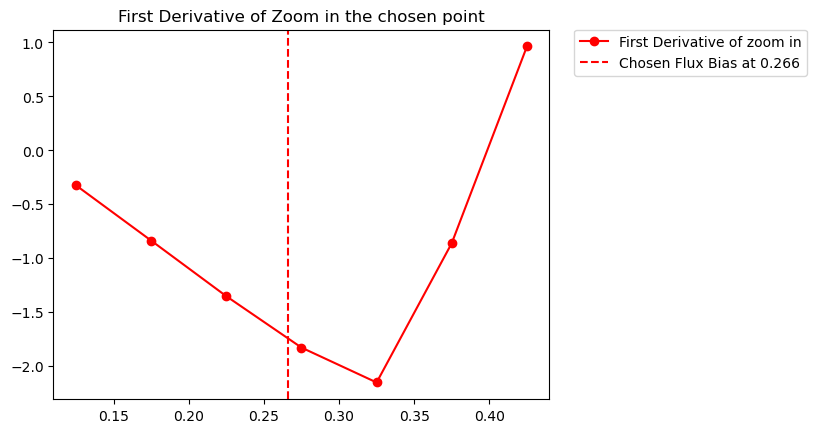 First Derivative of Zoom in the chosen point
First Derivative of zoom in
Chosen Flux Bias at 0.266
1.0
0.5
0.0
−0.5
−1.0
−1.5
−2.0
0.15 0.20 0.25 0.30 0.35 0.40